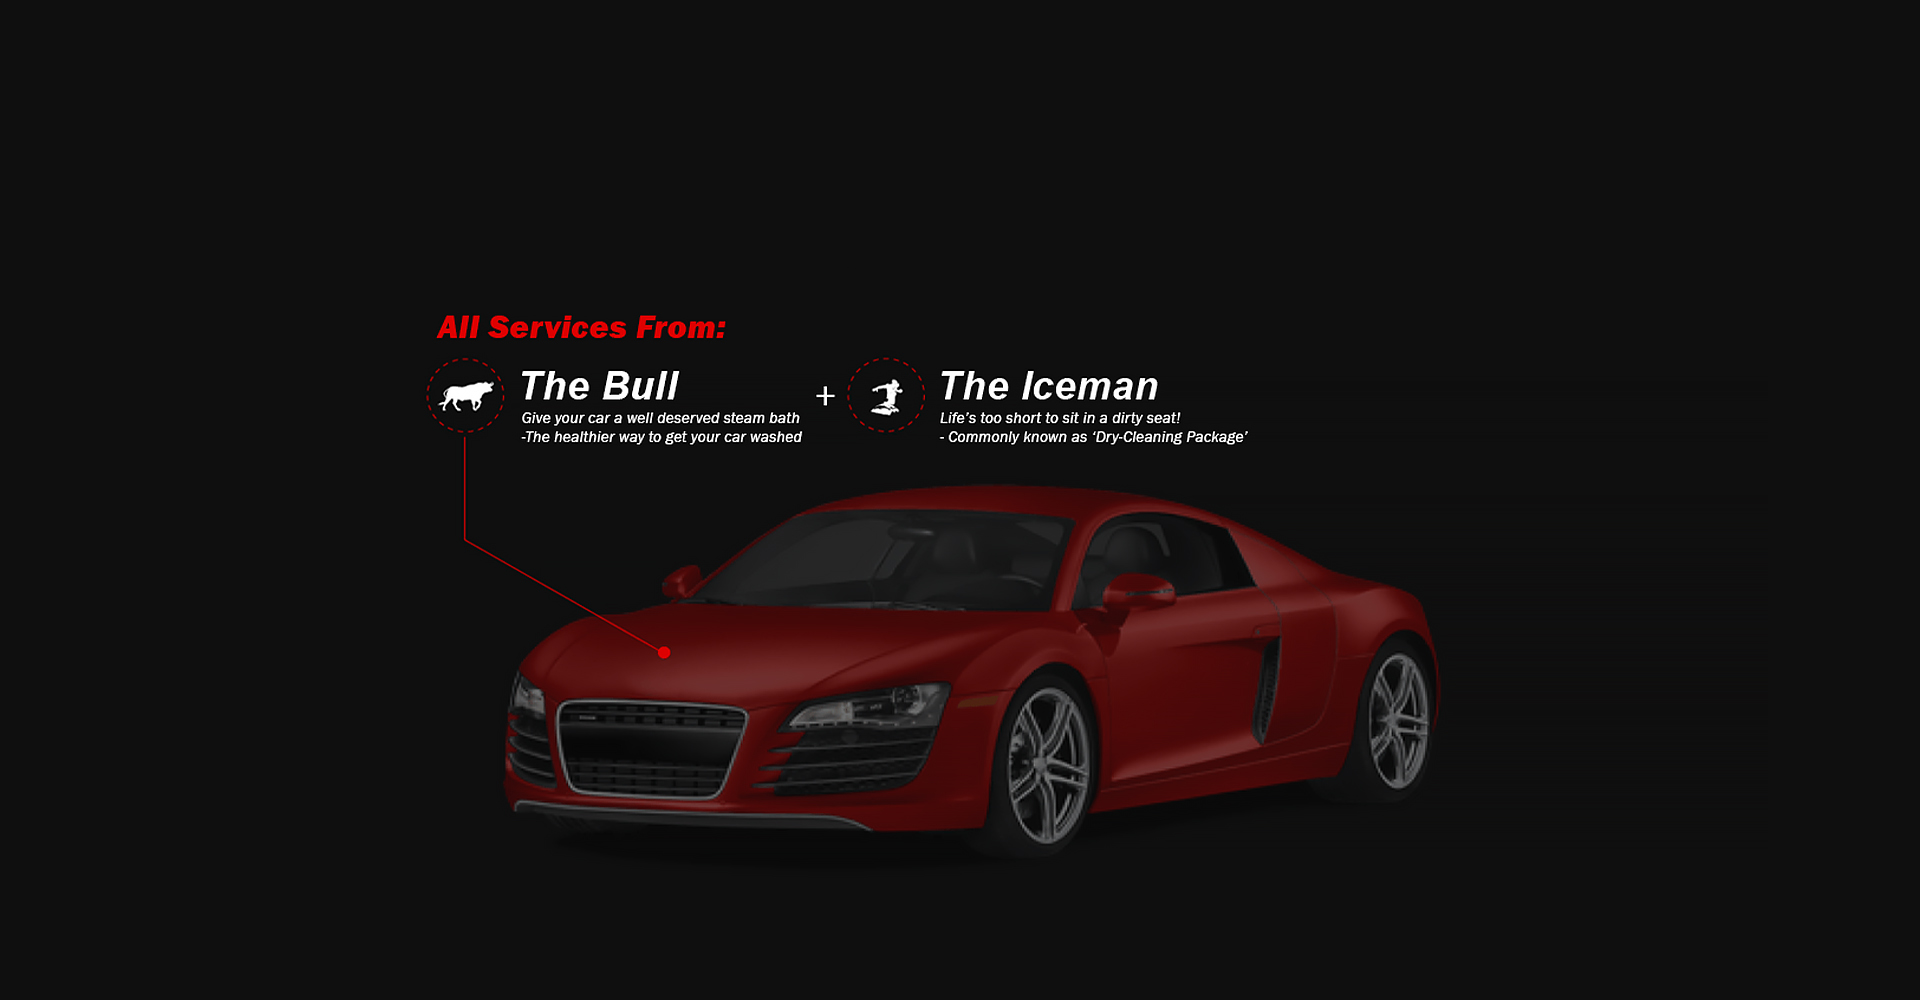 All Services From:
The Bull
Give your car a well deserved steam bath
-The healthier way to get your car washed
+
The Iceman
Life's too short to sit in a dirty seat!
- Commonly known as ‘Dry-Cleaning Package’